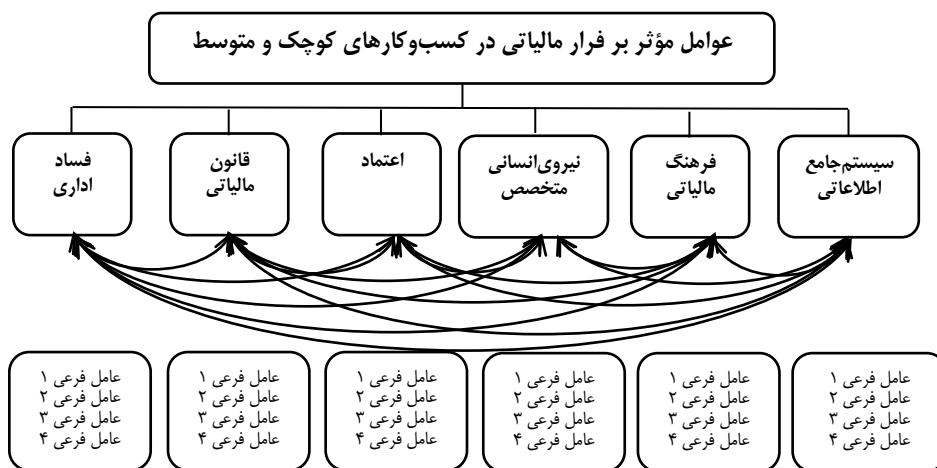 عوامل مؤثر بر فرار مالیاتی در کسب‌وکارهای کوچک و متوسط
سیستم‌جامع
اطلاعاتی
فرهنگ
مالیاتی
نیروی‌انسانی
متخصص
اعتماد
قانون
مالیاتی
فساد
اداری
عامل فرعی ۱
عامل فرعی ۲
عامل فرعی ۳
عامل فرعی ۴
عامل فرعی ۱
عامل فرعی ۲
عامل فرعی ۳
عامل فرعی ۴
عامل فرعی ۱
عامل فرعی ۲
عامل فرعی ۳
عامل فرعی ۴
عامل فرعی ۱
عامل فرعی ۲
عامل فرعی ۳
عامل فرعی ۴
عامل فرعی ۱
عامل فرعی ۲
عامل فرعی ۳
عامل فرعی ۴
عامل فرعی ۱
عامل فرعی ۲
عامل فرعی ۳
عامل فرعی ۴